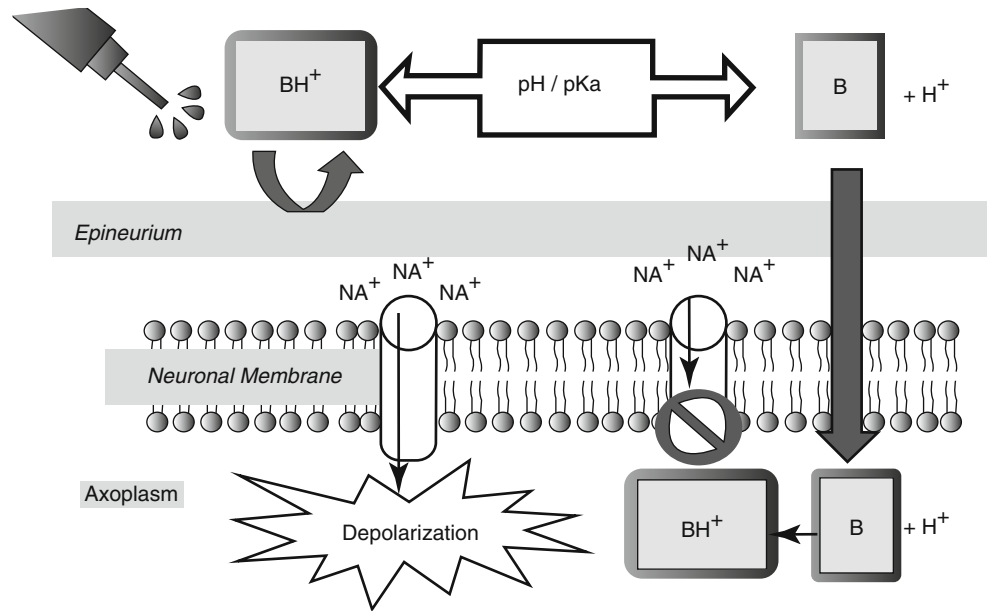 BH+
pH / pKa
B
+ H+
Epineurium
NA+
NA+
NA+
NA+
NA+
NA+
Neuronal Membrane
Axoplasm
Depolarization
BH+
B
+ H+